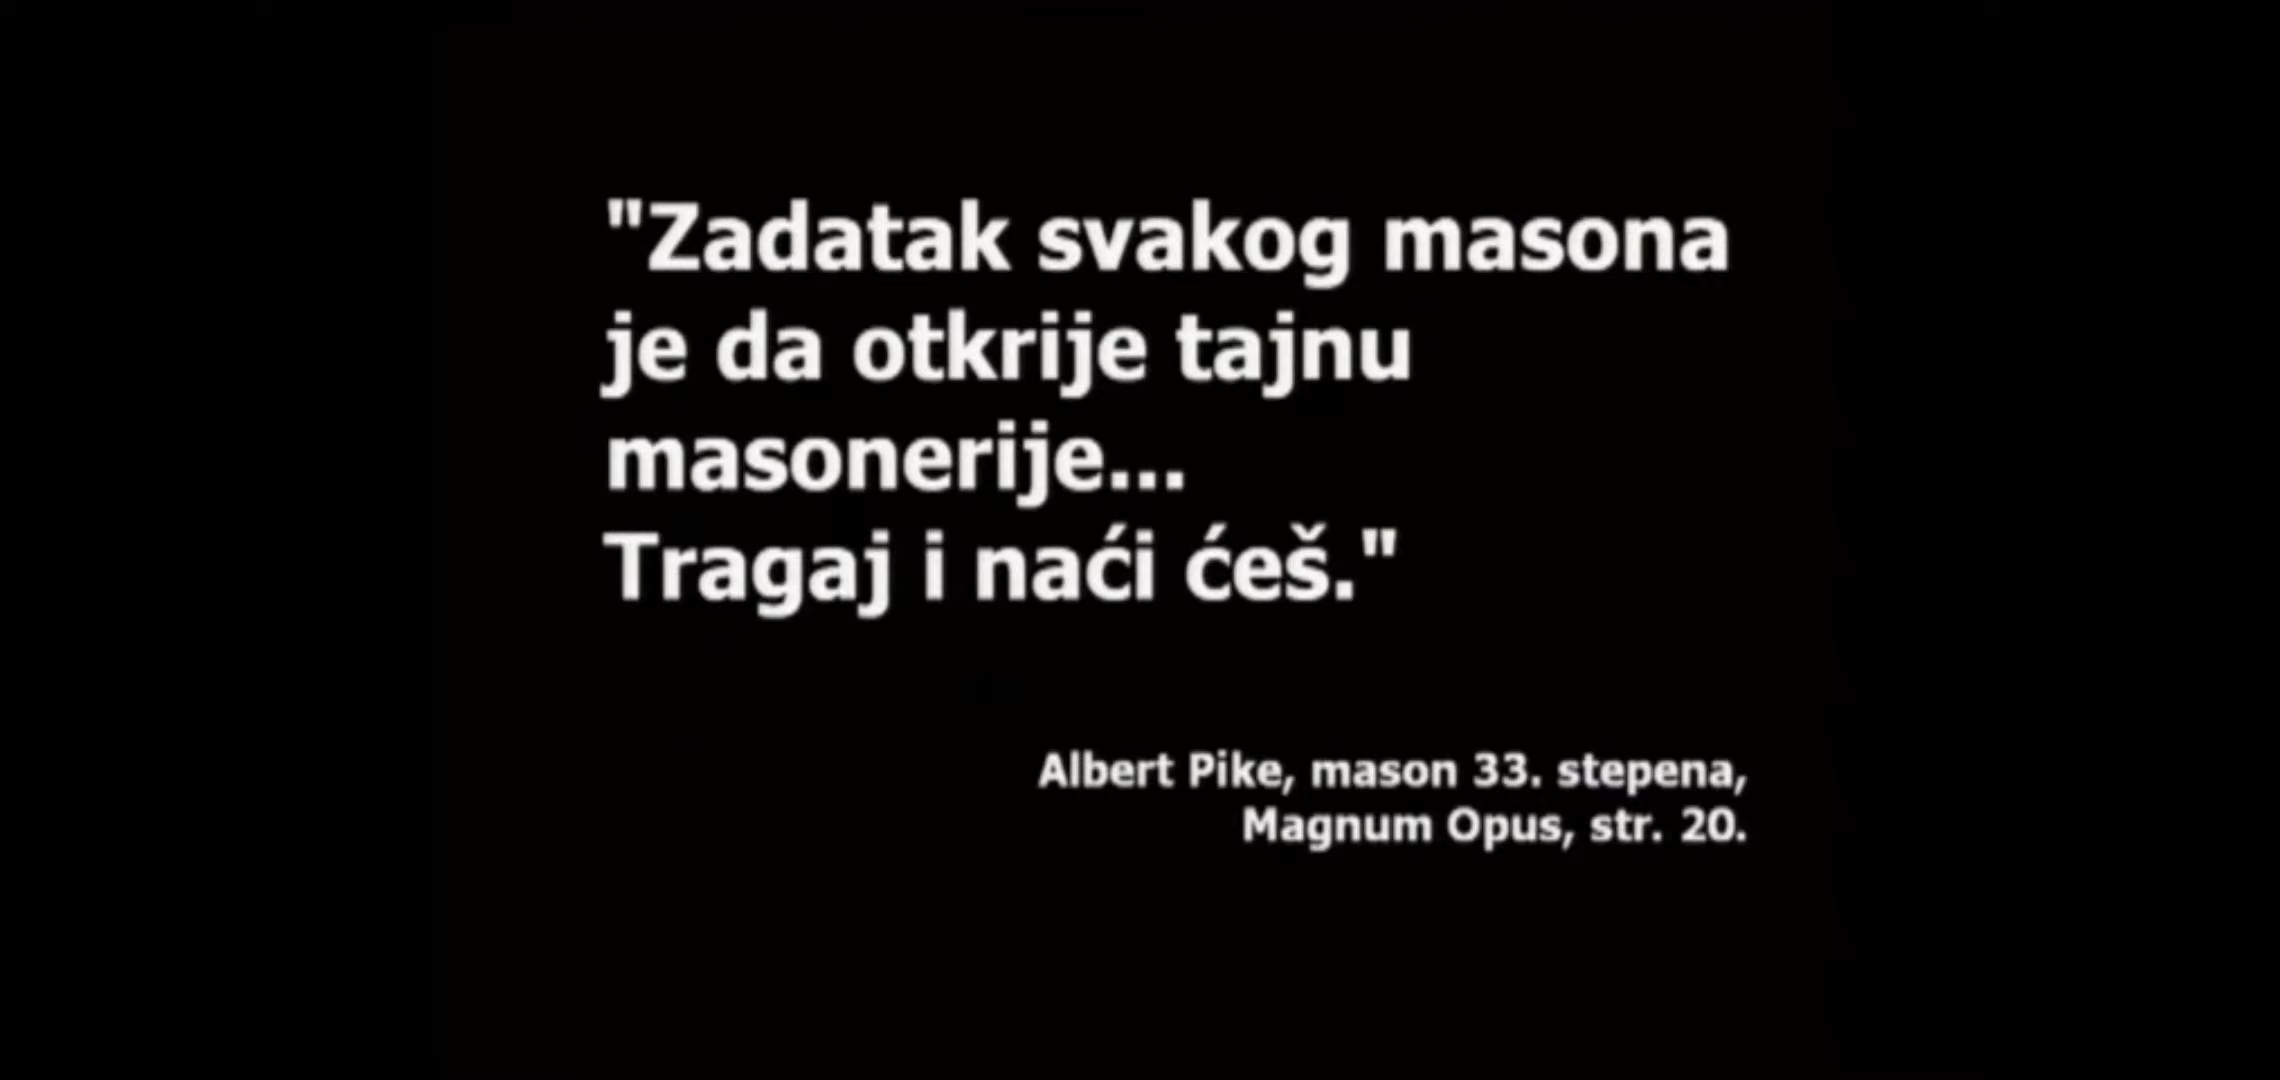 "Zadatak svakog masona
je da otkrije tajnu
masonerije...
Tragaj i naći ćeš."
Albert Pike, mason 33. stepena,
Magnum Opus, str. 20.